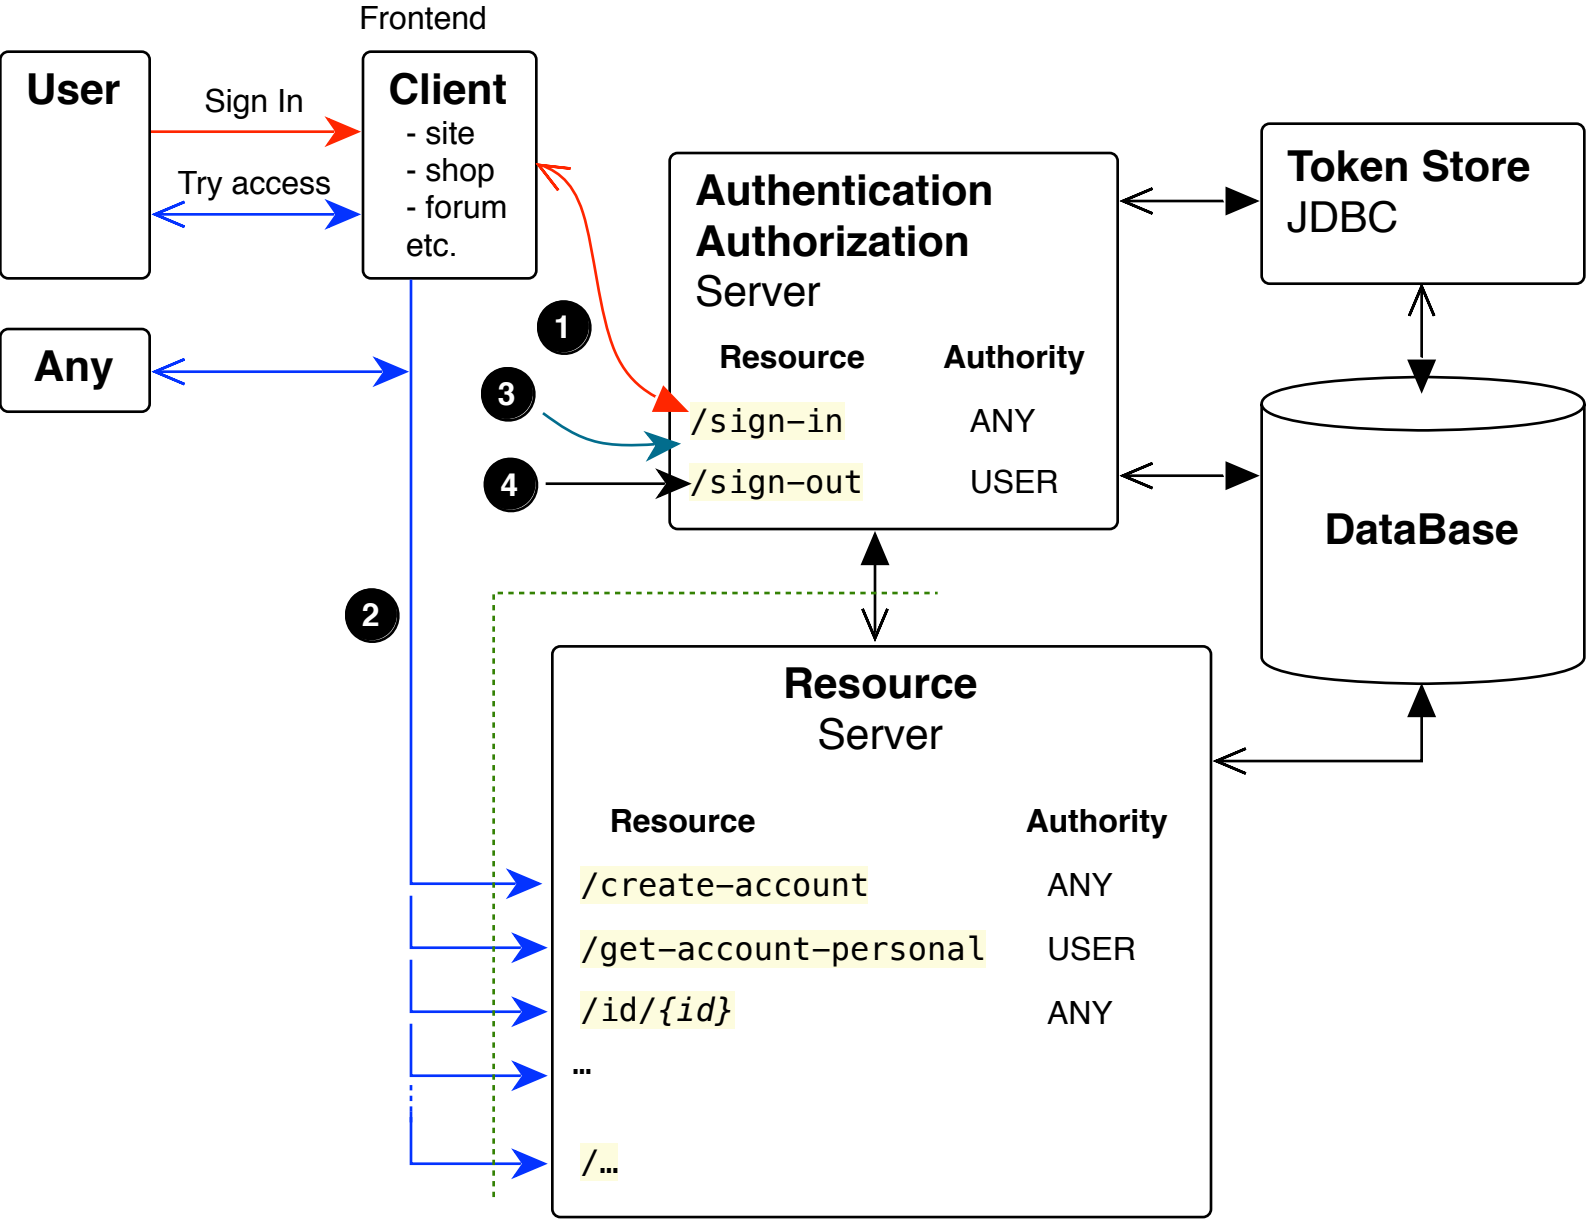 Frontend
User
Sign In
Try access
Client
- site
- shop
- forum
etc.
Any
1
3
4
2
Authentication
Authorization
Server
Resource Authority
/sign-in ANY
/sign-out USER
Token Store
JDBC
DataBase
Resource
Server
Resource Authority
/create-account ANY
/get-account-personal USER
/id/{id} ANY
…
/…